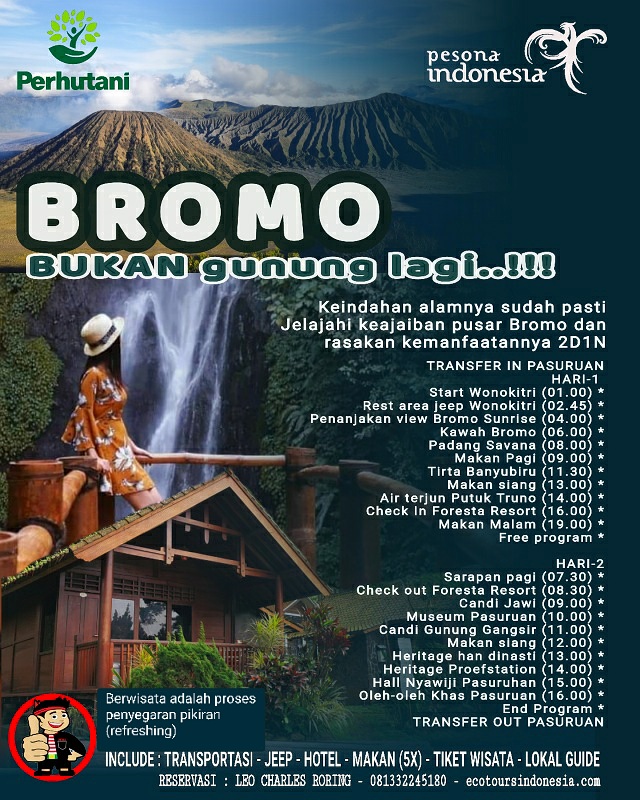 Perhutani
pesona
indonesia
BROMO
BUKAN gunung lagi..!!!
Keindahan alamnya sudah pasti
Jelajahi keajaiban pusar Bromo dan
rasakan kemanfaatannya 2D1N
TRANSFER IN PASURUAN
HARI-1
Start Wonokitri (01.00) *
Rest area jeep Wonokitri (02.45) *
Penanjakan view Bromo Sunrise (04.00) *
Kawah Bromo (06.00) *
Padang Savana (08.00) *
Makan Pagi (09.00) *
Tirta Banyubiru (11.30) *
Makan siang (13.00) *
Air terjun Putuk Truno (14.00) *
Check In Foresta Resort (16.00) *
Makan Malam (19.00) *
Free program *
HARI-2
Sarapan pagi (07.30) *
Check out Foresta Resort (08.30) *
Candi Jawi (09.00) *
Museum Pasuruan (10.00) *
Candi Gunung Gangsir (11.00) *
Makan siang (12.00) *
Heritage han dinasti (13.00) *
Heritage Proefstation (14.00) *
Hall Nyawiji Pasuruhan (15.00) *
Oleh-oleh Khas Pasuruan (16.00) *
End Program *
TRANSFER OUT PASURUAN
Berwisata adalah proses
penyegaran pikiran
(refreshing)
INCLUDE : TRANSPORTASI - JEEP - HOTEL - MAKAN (5X) - TIKET WISATA - LOKAL GUIDE
RESERVASI : LEO CHARLES RORING - 081332245180 - ecotoursindonesia.com